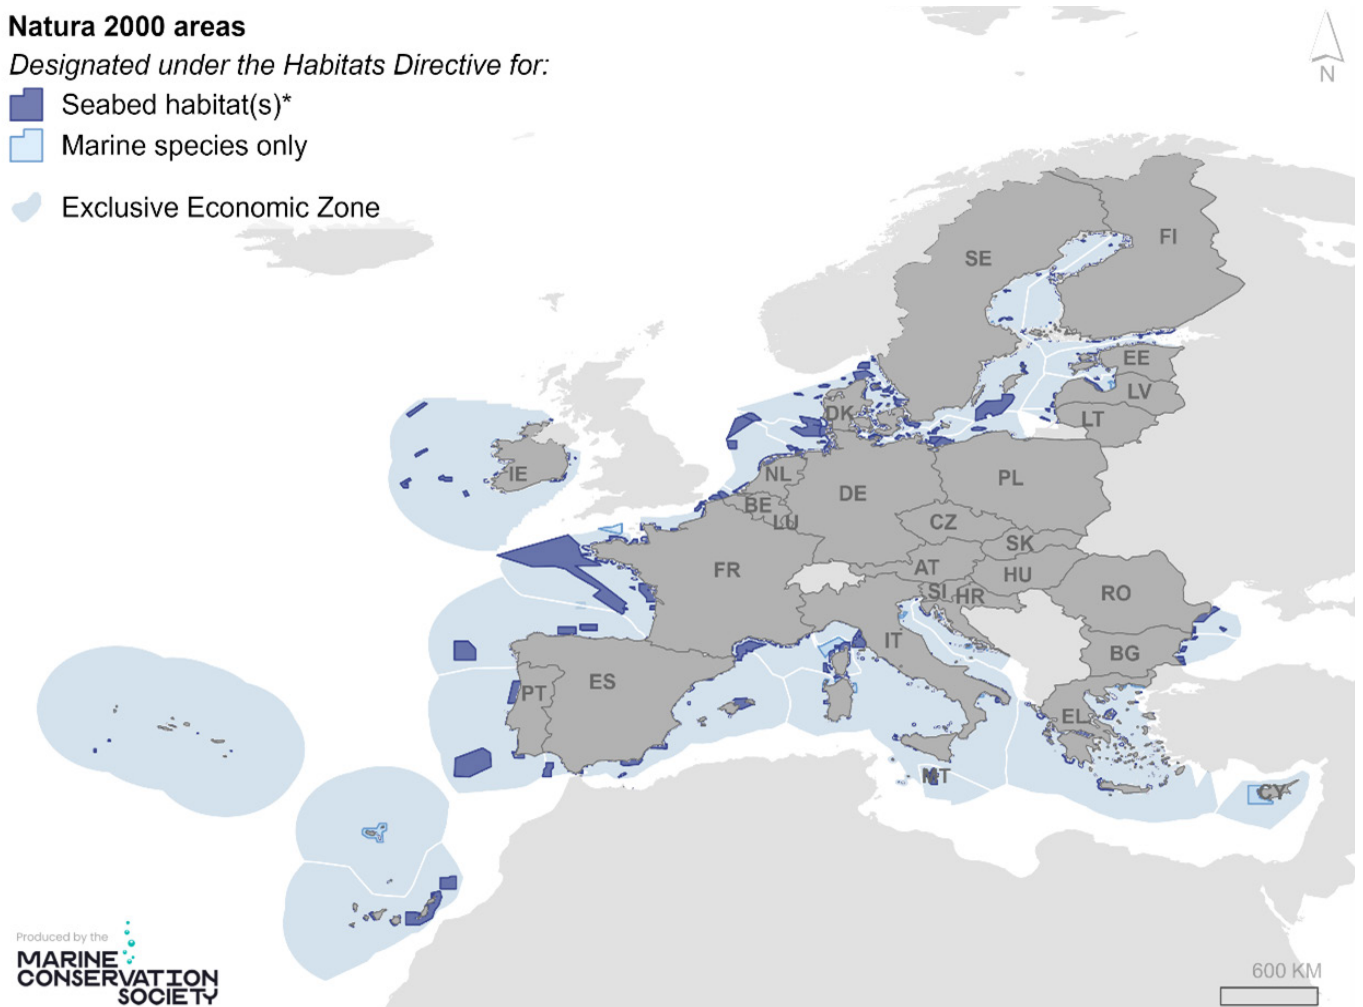 Natura 2000 areas
Designated under the Habitats Directive for:
Seabed habitat(s)*
Marine species only
Exclusive Economic Zone
N
FI
SE
EE
LV
DK
LT
IE
NL
PL
DE
BE
LU
CZ
SK
FR
AT
HU
SI
HR
RO
IT
BG
ES
PT
EL
MT
CY
Produced by the
MARINE
CONSERVATION
SOCIETY
600 KM